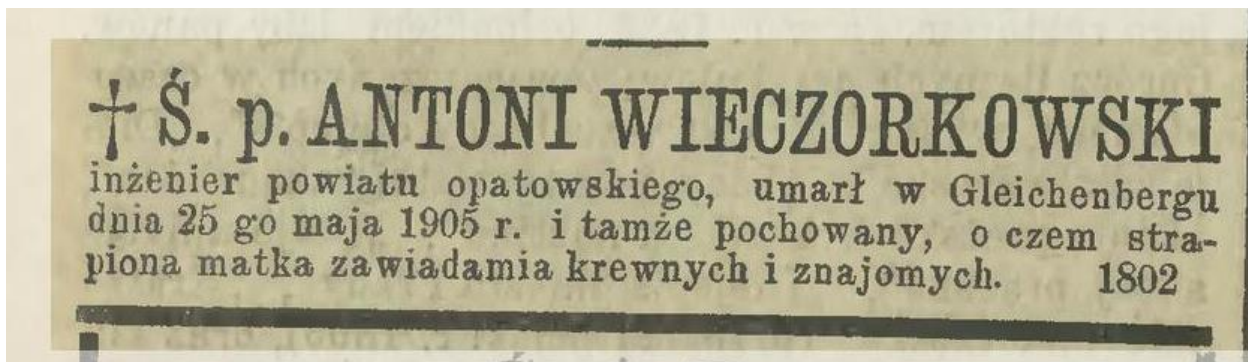 † Ś. p. ANTONI WIECZORKOWSKI
inżenier powiatu opatowskiego, umarł w Gleichenbergu
dnia 25 go maja 1905 r. i tamże pochowany, o czem stra-
piona matka zawiadamia krewnych i znajomych. 1802